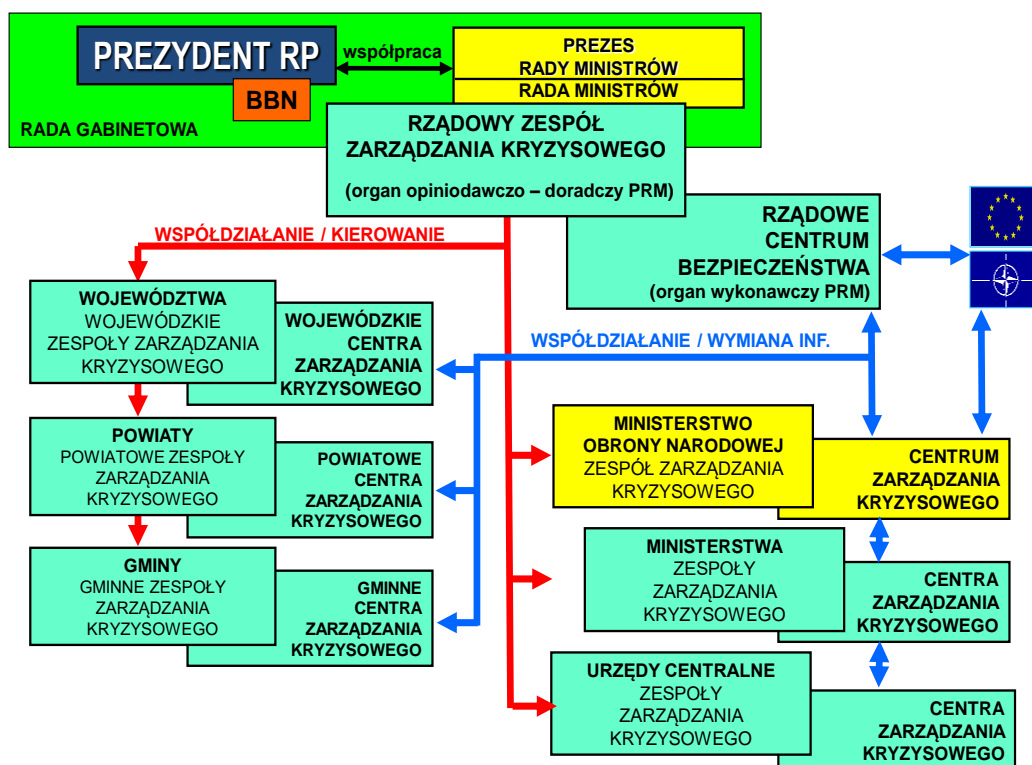 PREZYDENT RP
współpraca
PREZES
RADY MINISTRÓW
RADA MINISTRÓW
BBN
RADA GABINETOWA
RZĄDOWY ZESPÓŁ
ZARZĄDZANIA KRYZYSOWEGO
(organ opiniodawczo – doradczy PRM)
RZĄDOWE
CENTRUM
BEZPIECZEŃSTWA
(organ wykonawczy PRM)
WSPÓŁDZIAŁANIE / KIEROWANIE
WOJEWÓDZTWA
WOJEWÓDZKIE
ZESPOŁY ZARZĄDZANIA
KRYZYSOWEGO
WOJEWÓDZKIE
CENTRA
ZARZĄDZANIA
KRYZYSOWEGO
WSPÓŁDZIAŁANIE / WYMIANA INF.
POWIATY
POWIATOWE ZESPOŁY
ZARZĄDZANIA
KRYZYSOWEGO
POWIATOWE
CENTRA
ZARZĄDZANIA
KRYZYSOWEGO
GMINY
GMINNE ZESPOŁY
ZARZĄDZANIA
KRYZYSOWEGO
GMINNE
CENTRA
ZARZĄDZANIA
KRYZYSOWEGO
MINISTERSTWO
OBRONY NARODOWEJ
ZESPÓŁ ZARZĄDZANIA
KRYZYSOWEGO
CENTRUM
ZARZĄDZANIA
KRYZYSOWEGO
MINISTERSTWA
ZESPOŁY
ZARZĄDZANIA
KRYZYSOWEGO
CENTRA
ZARZĄDZANIA
KRYZYSOWEGO
URZĘDY CENTRALNE
ZESPOŁY
ZARZĄDZANIA
KRYZYSOWEGO
CENTRA
ZARZĄDZANIA
KRYZYSOWEGO